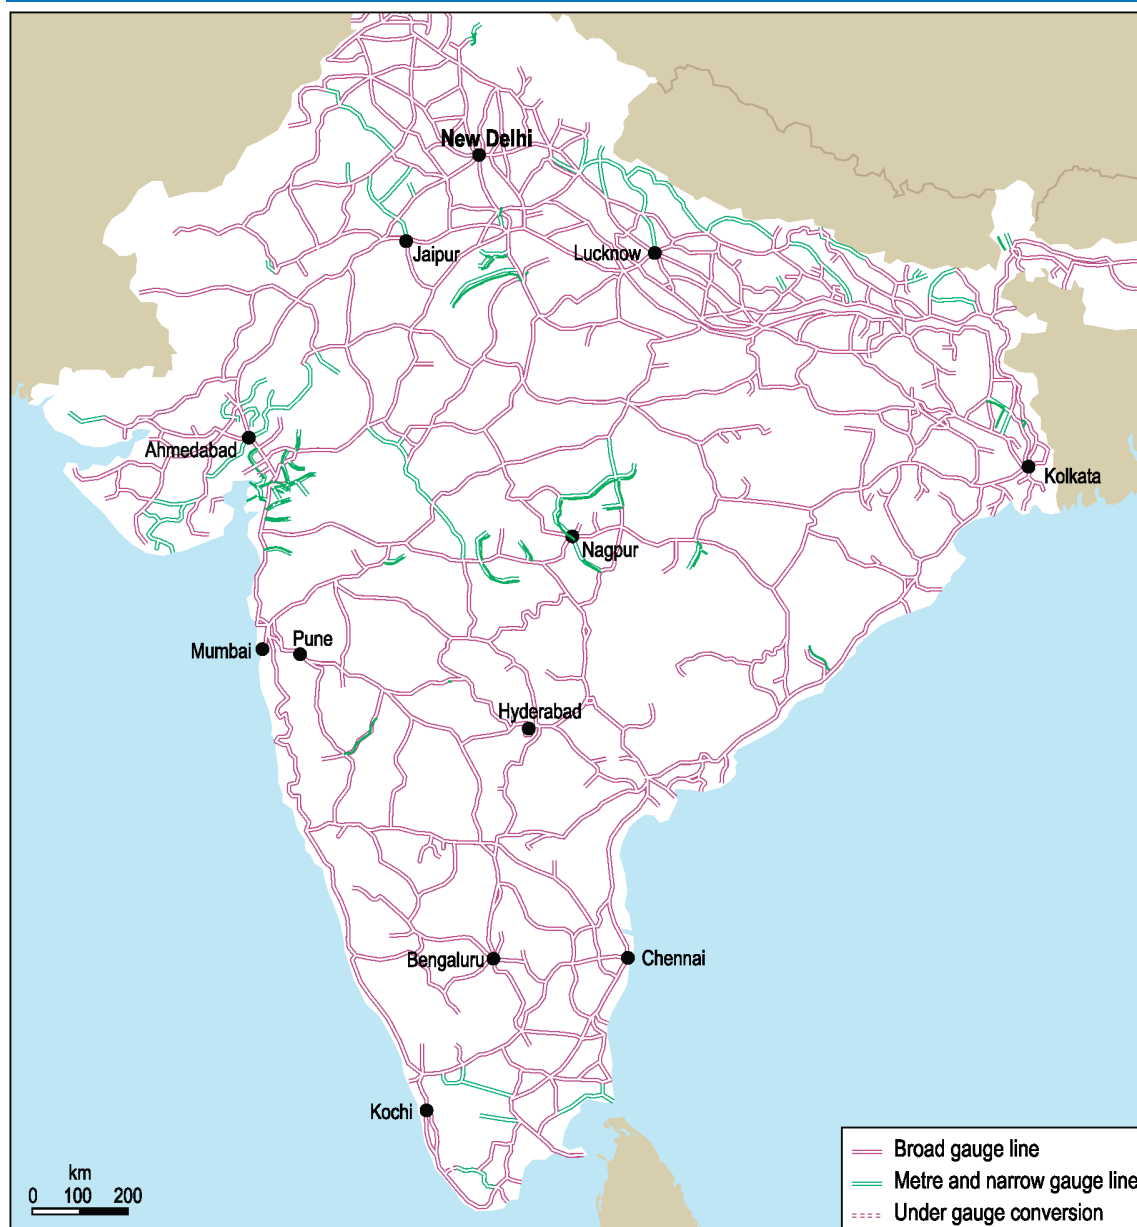 New Delhi
Jaipur
Lucknow
Ahmedabad
Kolkata
Nagpur
Mumbai
Pune
Hyderabad
Bengaluru
Chennai
Kochi
km
0 100 200
Broad gauge line
Metre and narrow gauge line
Under gauge conversion